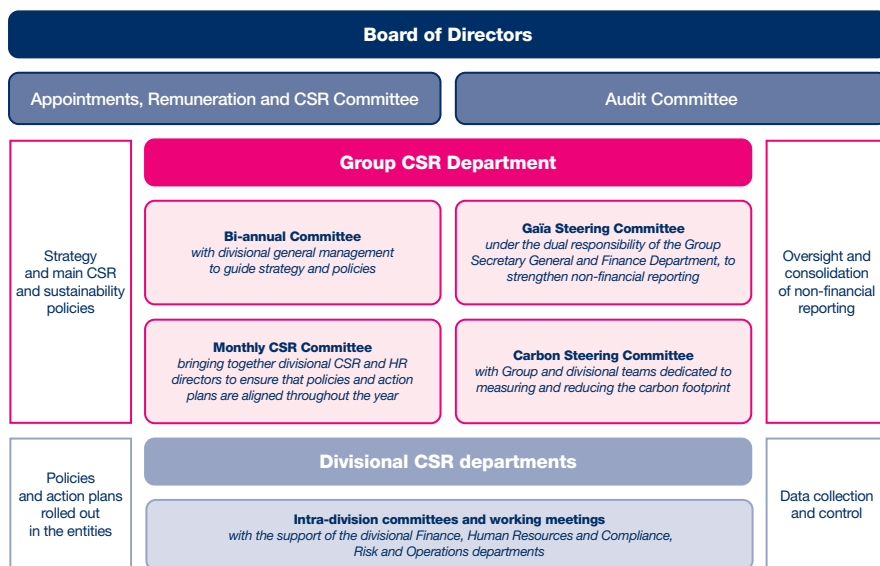 Board of Directors
Appointments, Remuneration and CSR Committee
Audit Committee
Strategy
and main CSR
and sustainability
policies
Group CSR Department
Bi-annual Committee
with divisional general management
to guide strategy and policies
Gaïa Steering Committee
under the dual responsibility of the Group
Secretary General and Finance Department, to
strengthen non-financial reporting
Monthly CSR Committee
bringing together divisional CSR and HR
directors to ensure that policies and action
plans are aligned throughout the year
Carbon Steering Committee
with Group and divisional teams dedicated to
measuring and reducing the carbon footprint
Oversight and
consolidation
of non-financial
reporting
Policies
and action plans
rolled out
in the entities
Divisional CSR departments
Intra-division committees and working meetings
with the support of the divisional Finance, Human Resources and Compliance,
Risk and Operations departments
Data collection
and control